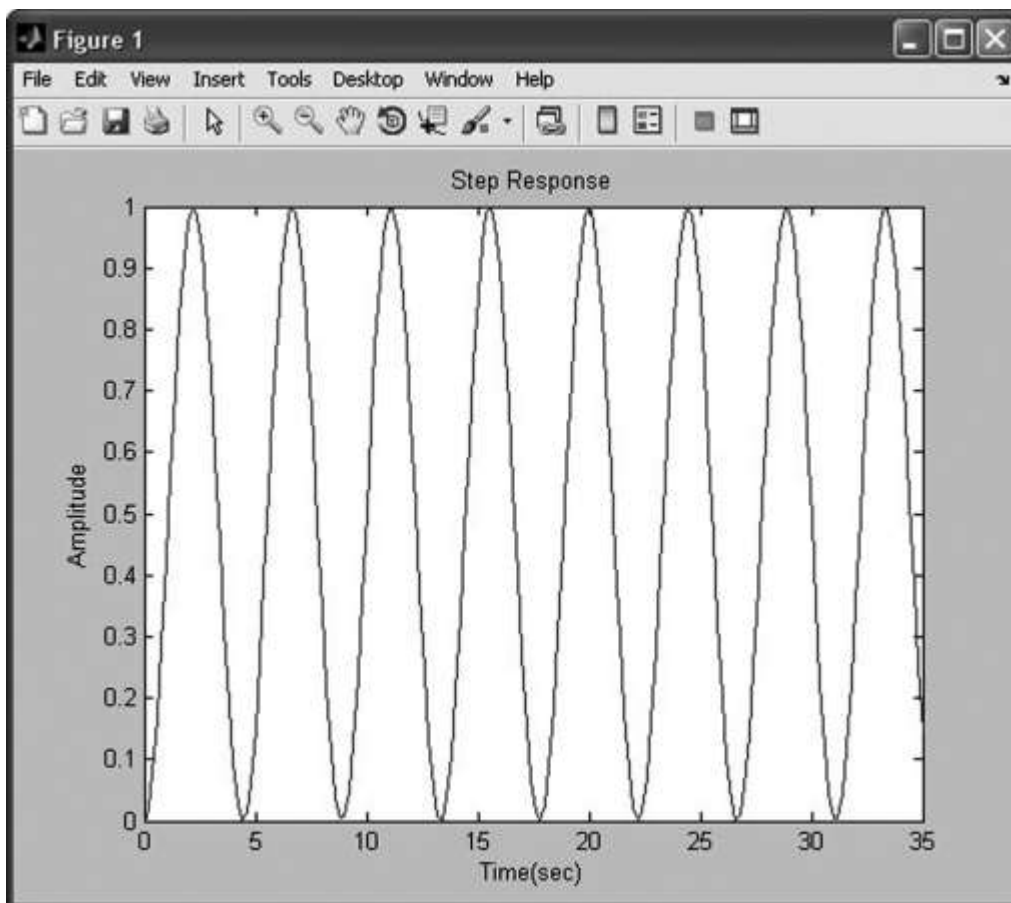 Figure 1
File Edit View Insert Tools Desktop Window Help
Step Response
1
0.9
0.8
0.7
0.6
0.5
0.4
0.3
0.2
0.1
0
Amplitude
0 5 10 15 20 25 30 35
Time(sec)